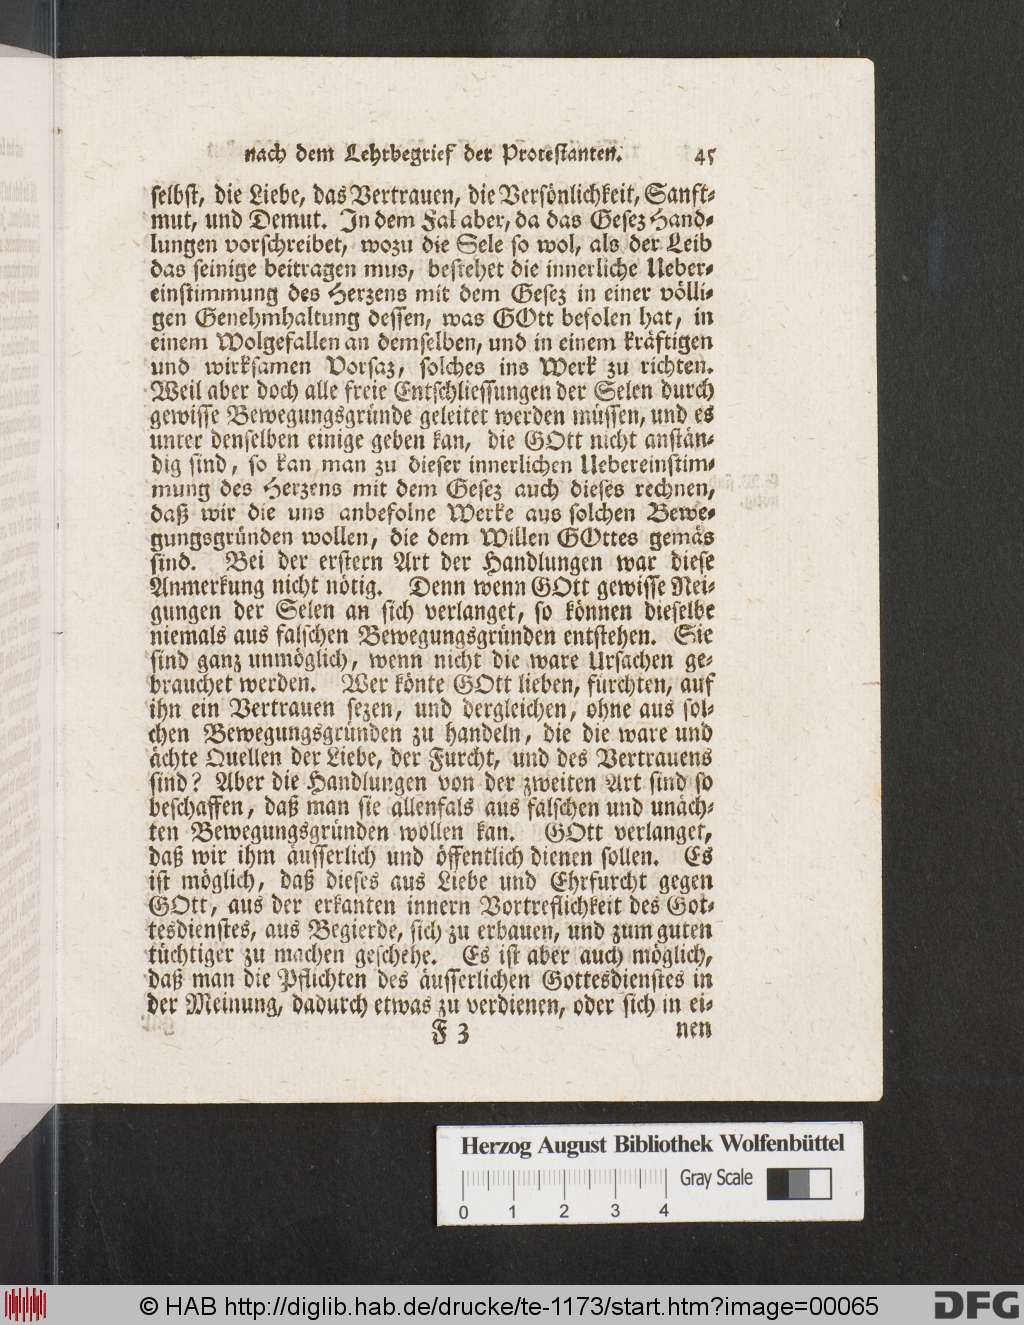 nach dem Lehrbegrief der Protestanten. 45
selbst, die Liebe, das Vertrauen, die Versönlichkeit, Sanft⸗
mut, und Demut. In dem Fal aber, da das Gesez Hand⸗
lungen vorschreibet, wozu die Sele so wol, als der Leib
das seinige beitragen mus, bestehet die innerliche Ueber⸗
einstimmung des Herzens mit dem Gesez in einer völli⸗
gen Genehmhaltung dessen, was GOtt befolen hat, in
einem Wolgefallen an demselben, und in einem kräftigen
und wirksamen Vorsaz, solches ins Werk zu richten.
Weil aber doch alle freie Entschliessungen der Selen durch
gewisse Bewegungsgründe geleitet werden müssen, und es
unter denselben einige geben kan, die GOtt nicht anstän⸗
dig sind, so kan man zu dieser innerlichen Uebereinstim⸗
mung des Herzens mit dem Gesez auch dieses rechnen,
daß wir die uns anbefolne Werke aus solchen Bewe⸗
gungsgründen wollen, die dem Willen GOttes gemäs
sind. Bei der erstern Art der Handlungen war diese
Anmerkung nicht nötig. Denn wenn GOtt gewisse Nei⸗
gungen der Selen an sich verlanget, so können dieselbe
niemals aus falschen Bewegungsgründen entstehen. Sie
sind ganz unmöglich, wenn nicht die ware Ursachen ge⸗
brauchet werden. Wer könte GOtt lieben, fürchten, auf
ihn ein Vertrauen sezen, und dergleichen, ohne aus sol⸗
chen Bewegungsgründen zu handeln, die die ware und
ächte Quellen der Liebe, der Furcht, und des Vertrauens
sind? Aber die Handlungen von der zweiten Art sind so
beschaffen, daß man sie allenfals aus falschen und unäch⸗
ten Bewegungsgründen wollen kan. GOtt verlanget,
daß wir ihm äusserlich und öffentlich dienen sollen. Es
ist möglich, daß dieses aus Liebe und Ehrfurcht gegen
GOtt, aus der erkanten innern Vortreflichkeit des Got⸗
tesdienstes, aus Begierde, sich zu erbauen, und zum guten
tüchtiger zu machen geschehe. Es ist aber auch möglich,
daß man die Pflichten des äusserlichen Gottesdienstes in
der Meinung, dadurch etwas zu verdienen, oder sich in ei⸗
F 3 nen
Herzog August Bibliothek Wolfenbüttel
Gray Scale
0 1 2 3 4
© HAB http://diglib.hab.de/drucke/te-1173/start.htm?image=00065 DFG